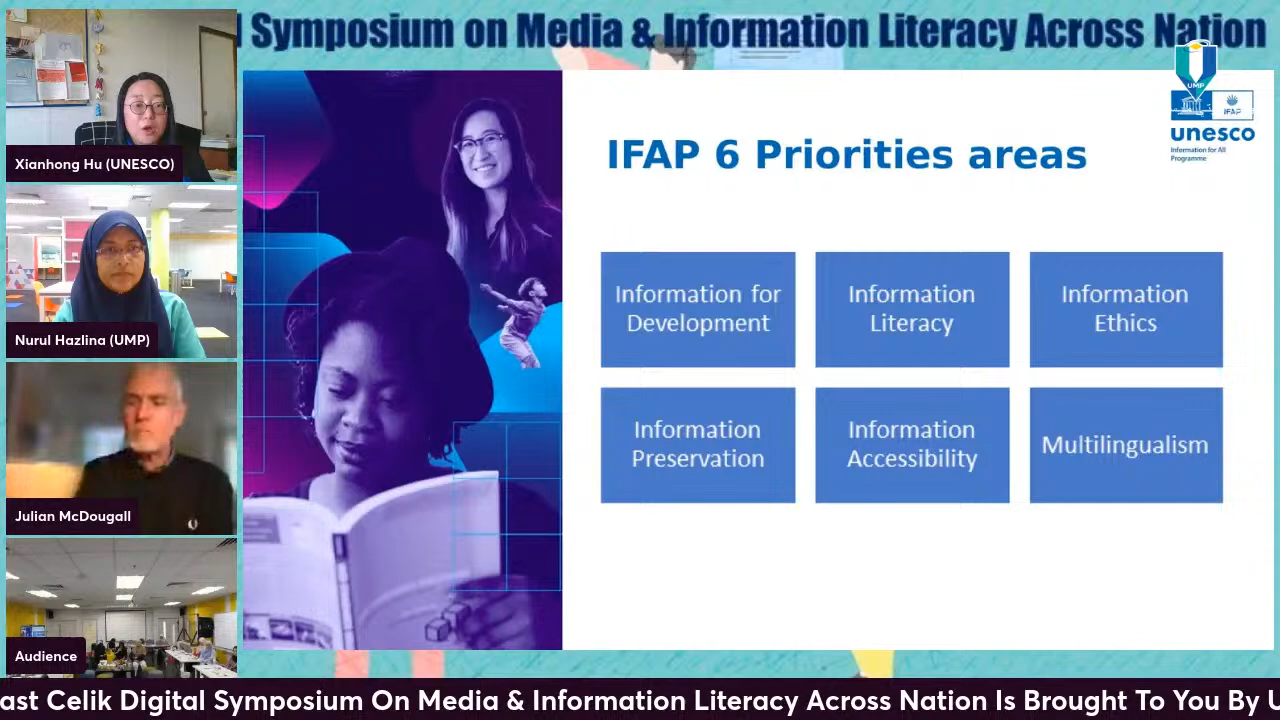 Symposium on Media & Information Literacy Across Nation
Xianhong Hu (UNESCO)
Nurul Hazlina (UMP)
Julian McDougall
Audience
UMP
IFAP
unesco
Information for All
Programme
IFAP 6 Priorities areas
Information for
Development
Information
Literacy
Information
Ethics
Information
Preservation
Information
Accessibility
Multilingualism
ast Celik Digital Symposium On Media & Information Literacy Across Nation Is Brought To You By U